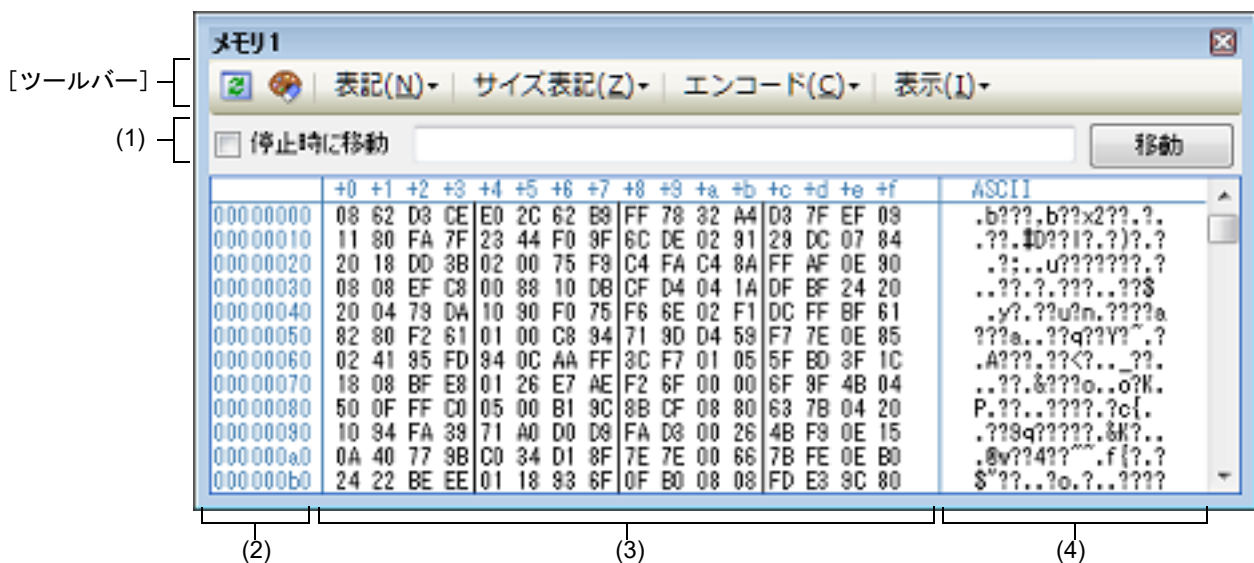 メモリ1
[ツールバー]
表記(N)▾ サイズ表記(Z)▾ エンコード(C)▾ 表示(I)▾
(1)
停止時に移動 移動
+0 +1 +2 +3 +4 +5 +6 +7 +8 +9 +a +b +c +d +e +f ASCII
00000000 08 62 D3 CE E0 2C 62 B9 FF 78 32 A4 D3 7F EF 09 .b???,b??x2??.?.
00000010 11 80 FA 7F 23 44 F0 9F 6C DE 02 91 29 DC 07 84 .??.#D??l?.?)?.?
00000020 20 18 DD 3B 02 00 75 F9 C4 FA C4 8A FF AF 0E 90 .?;..u???????.?
00000030 08 08 EF C8 00 88 10 DB CF D4 04 1A DF BF 24 20 ..??.?.???..??$
00000040 20 04 79 DA 10 90 F0 75 F6 6E 02 F1 DC FF BF 61 .y?.??u?n.????a
00000050 82 80 F2 61 01 00 C8 94 71 9D D4 59 F7 7E 0E 85 ???a..??q??Y?~.?
00000060 02 41 95 FD 94 0C AA FF 3C F7 01 05 5F BD 3F 1C .A???.??<?.._??.
00000070 18 08 BF E8 01 26 E7 AE F2 6F 00 00 6F 9F 4B 04 ..??.&???o..o?K.
00000080 50 0F FF C0 05 00 B1 9C 8B CF 08 80 63 7B 04 20 P.??..????.?c{.
00000090 10 94 FA 39 71 A0 D0 D9 FA D3 00 26 4B F9 0E 15 .??9q?????.&K?..
000000a0 0A 40 77 9B C0 34 D1 8F 7E 7E 00 66 7B FE 0E B0 .@w??4??~~.f{?.?
000000b0 24 22 BE EE 01 18 93 6F 0F B0 08 08 FD E3 9C 80 $"??..?o.?..????
(2) (3) (4)